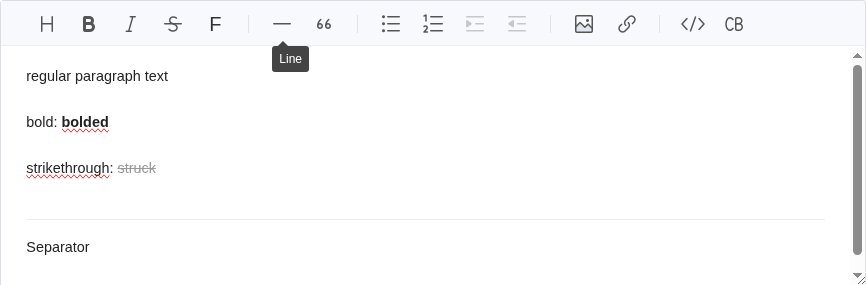 H B I S F — 66 </> CB
Line
regular paragraph text
bold: bolded
strikethrough: struck
Separator